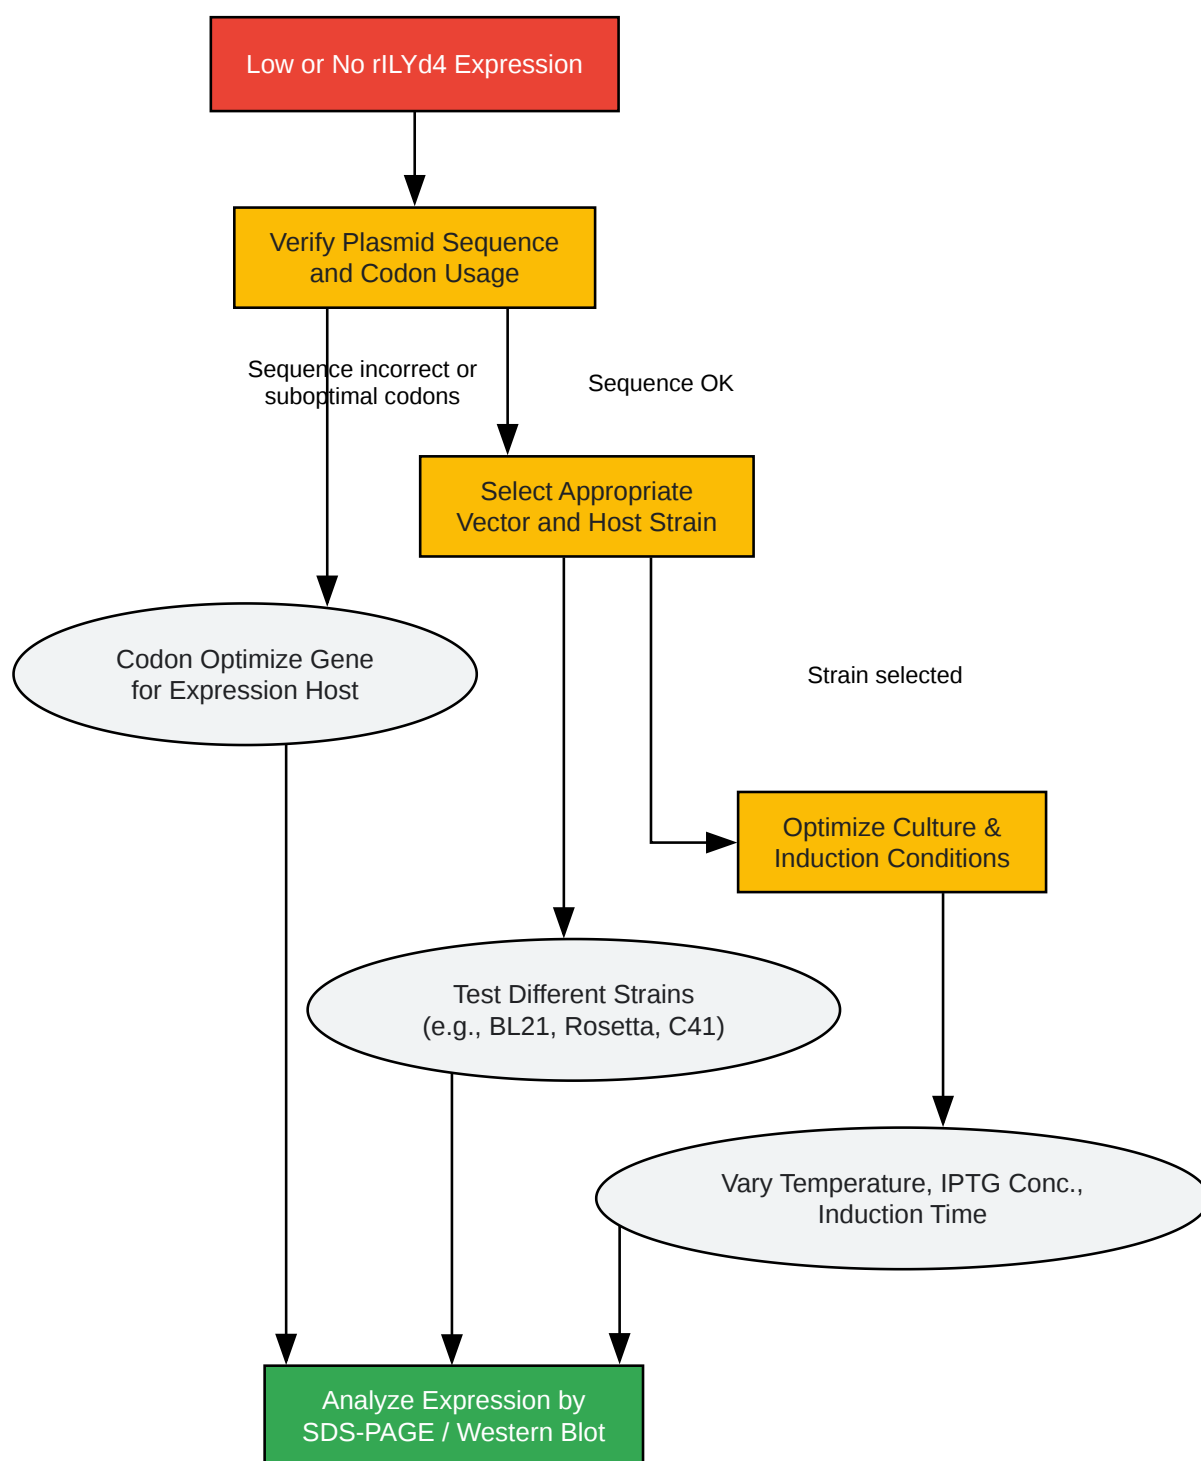 Low or No rILYd4 Expression
Verify Plasmid Sequence
and Codon Usage
Sequence incorrect or
suboptimal codons
Sequence OK
Select Appropriate
Vector and Host Strain
Codon Optimize Gene
for Expression Host
Strain selected
Optimize Culture &
Induction Conditions
Test Different Strains
(e.g., BL21, Rosetta, C41)
Vary Temperature, IPTG Conc.,
Induction Time
Analyze Expression by
SDS-PAGE / Western Blot